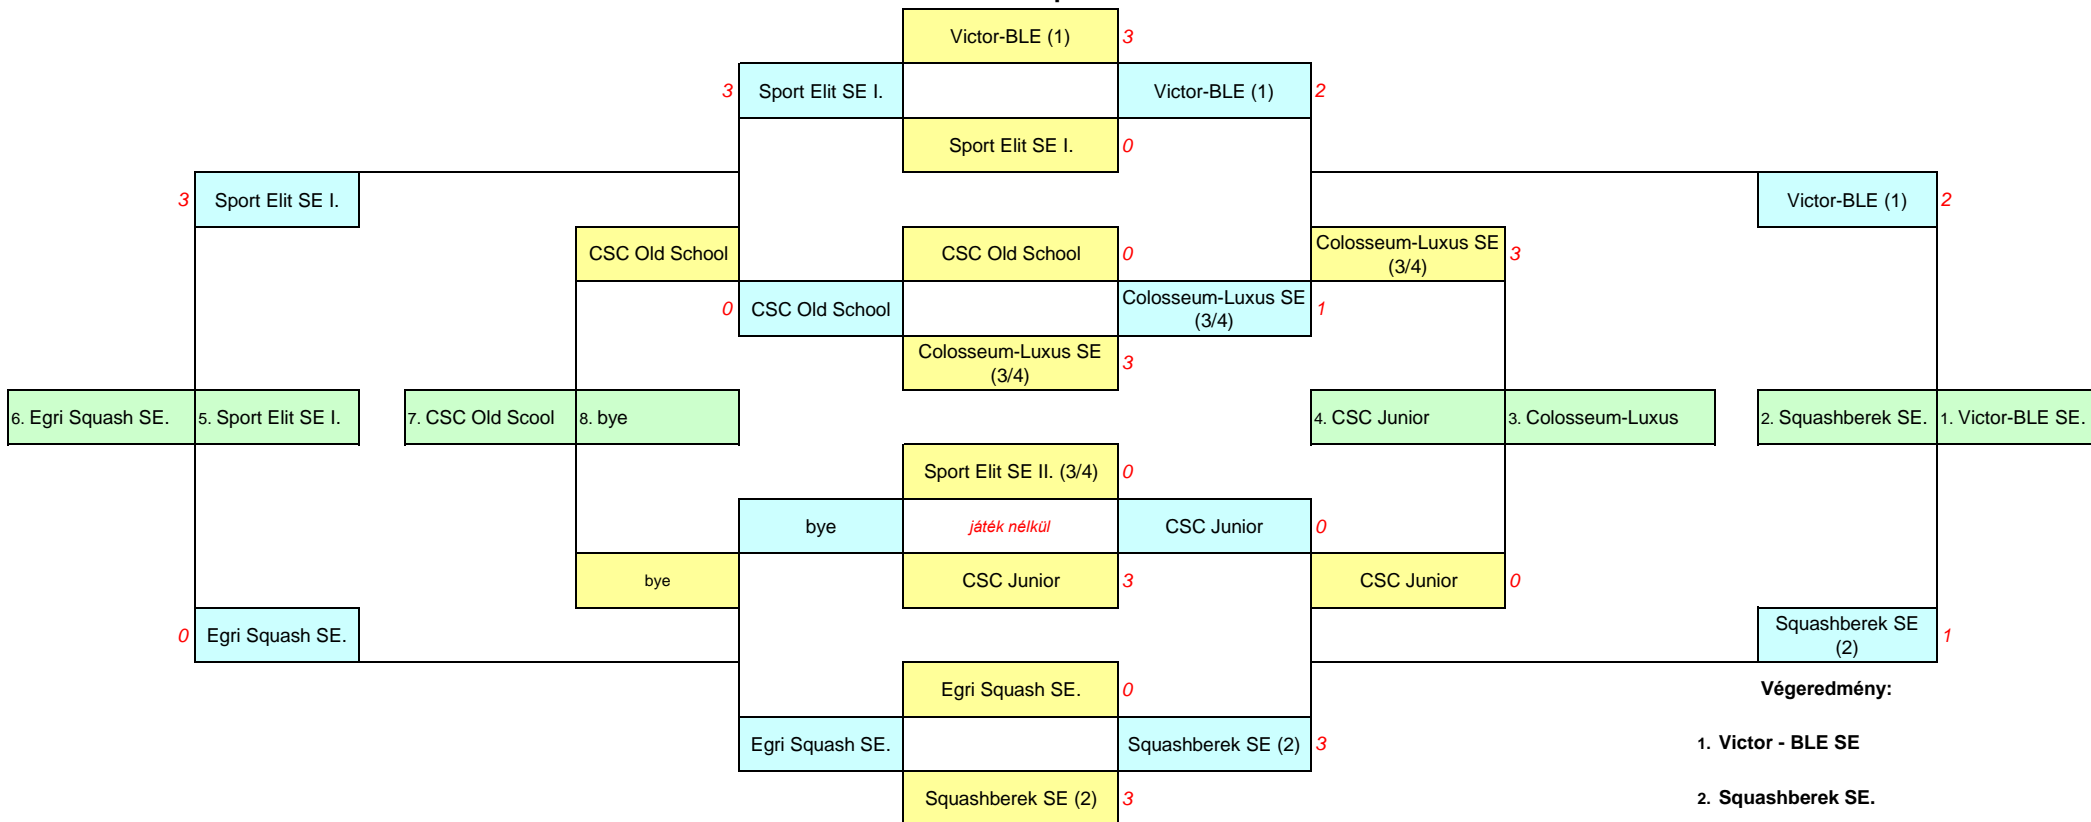 Victor-BLE (1) 3
3 Sport Elit SE I. Victor-BLE (1) 2
Sport Elit SE I. 0
3 Sport Elit SE I. Victor-BLE (1) 2
CSC Old School CSC Old School 0 Colosseum-Luxus SE
(3/4) 3
0 CSC Old School Colosseum-Luxus SE
(3/4) 1
Colosseum-Luxus SE
(3/4) 3
6. Egri Squash SE. 5. Sport Elit SE I. 7. CSC Old Scool 8. bye 4. CSC Junior 3. Colosseum-Luxus 2. Squashberek SE. 1. Victor-BLE SE.
Sport Elit SE II. (3/4) 0
bye játék nélkül CSC Junior 0
bye CSC Junior 3 CSC Junior 0
0 Egri Squash SE. Squashberek SE
(2) 1
Egri Squash SE. 0 Végeredmény:
Egri Squash SE. Squashberek SE (2) 3 1. Victor - BLE SE
Squashberek SE (2) 3 2. Squashberek SE.